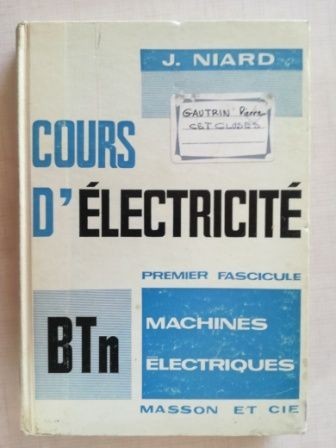 J. NIARD
GAUTRIN Pierre
CET CLUSES
COURS
D'ÉLECTRICITÉ
PREMIER FASCICULE
BTn
MACHINES
ÉLECTRIQUES
MASSON ET CIE